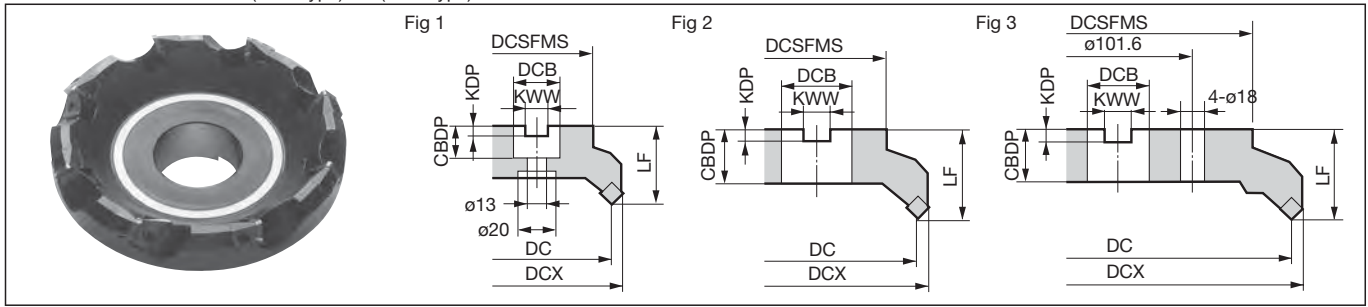 Fig 1
DCSFMS
DCB
KWW
KDP
CBDP
LF
ø13
ø20
DC
DCX
Fig 2
DCSFMS
DCB
KWW
KDP
CBDP
LF
DC
DCX
Fig 3
DCSFMS
ø101.6
DCB
KWW
4-ø18
KDP
CBDP
LF
DC
DCX